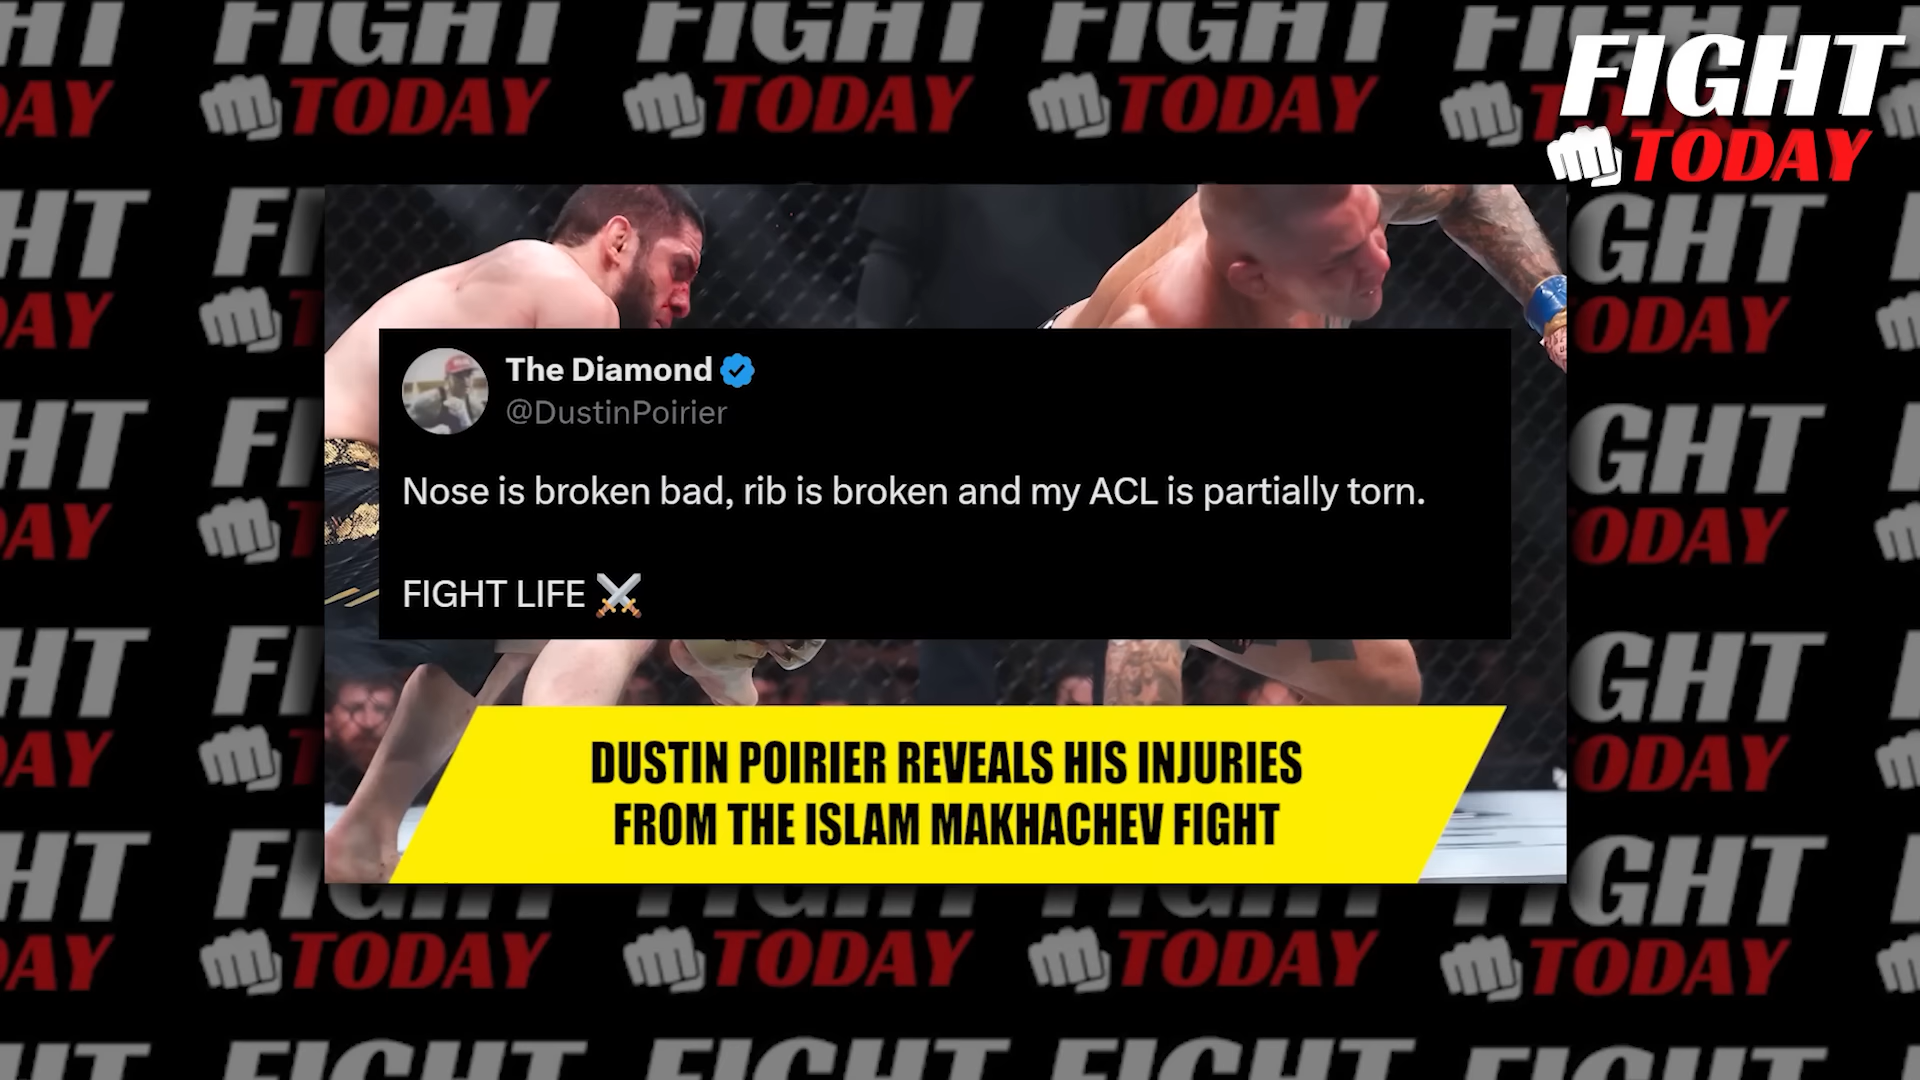 FIGHT
TODAY
The Diamond
@DustinPoirier
Nose is broken bad, rib is broken and my ACL is partially torn.
FIGHT LIFE ⚔️
DUSTIN POIRIER REVEALS HIS INJURIES
FROM THE ISLAM MAKHACHEV FIGHT